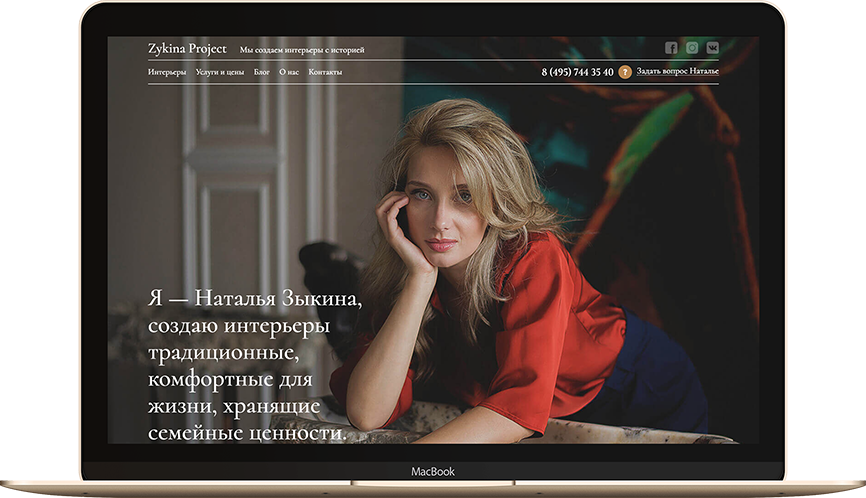 Zykina Project Мы создаем интерьеры с историей
Интерьеры Услуги и цены Блог О нас Контакты 8 (495) 744 35 40 ? Задать вопрос Наталье
Я — Наталья Зыкина,
создаю интерьеры
традиционные,
комфортные для
жизни, хранящие
семейные ценности.
MacBook